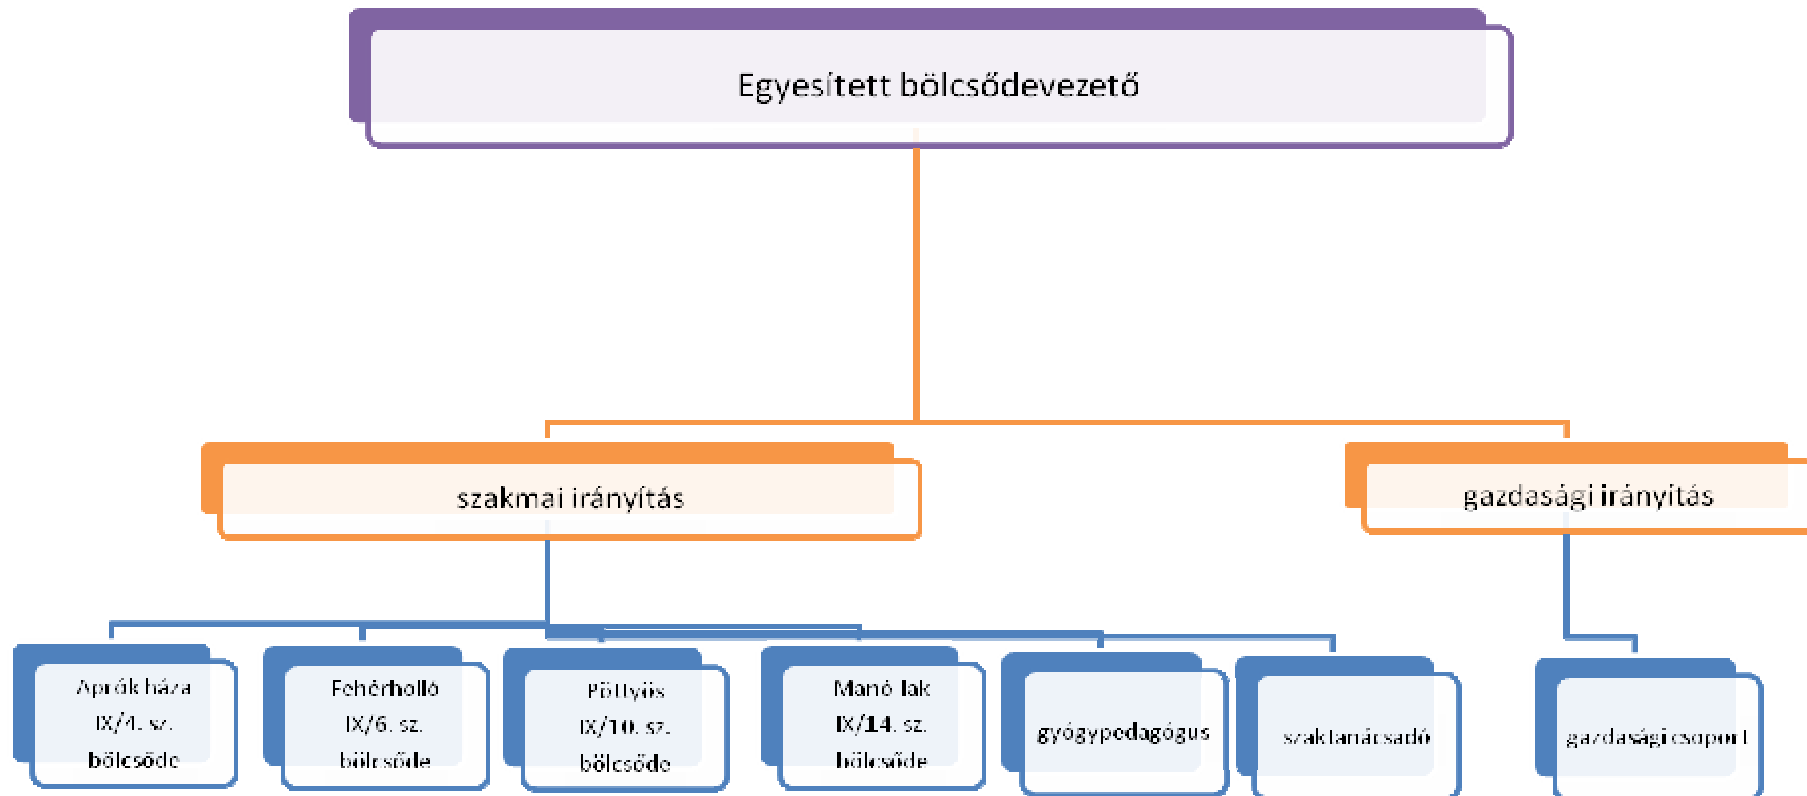 Egyesített bölcsődevezető
szakmai irányítás
gazdasági irányítás
Aprók háza
IX/4. sz.
bölcsőde
Fehérholló
IX/6. sz.
bölcsőde
Pöttyös
IX/10. sz.
bölcsőde
Manó-lak
IX/14. sz.
bölcsőde
gyógypedagógus
szaktanácsadó
gazdasági csoport